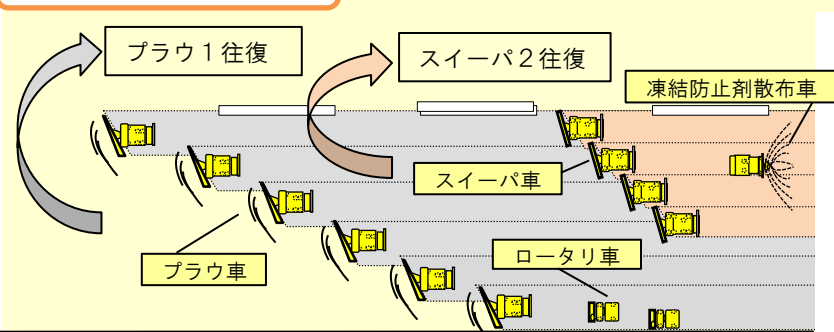 プラウ１往復
スイーパ２往復
凍結防止剤散布車
スイーパ車
ロータリ車
プラウ車